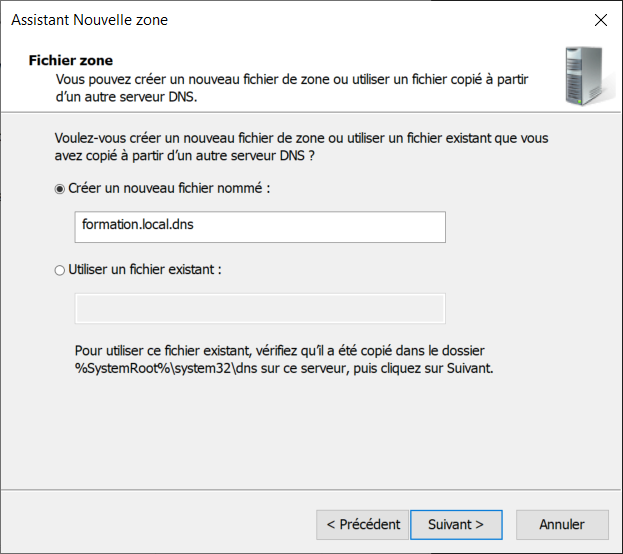 Assistant Nouvelle zone
Fichier zone
Vous pouvez créer un nouveau fichier de zone ou utiliser un fichier copié à partir
d'un autre serveur DNS.
Voulez-vous créer un nouveau fichier de zone ou utiliser un fichier existant que vous
avez copié à partir d'un autre serveur DNS ?
Créer un nouveau fichier nommé :
formation.local.dns
Utiliser un fichier existant :
Pour utiliser ce fichier existant, vérifiez qu'il a été copié dans le dossier
%SystemRoot%\system32\dns sur ce serveur, puis cliquez sur Suivant.
< Précédent
Suivant >
Annuler